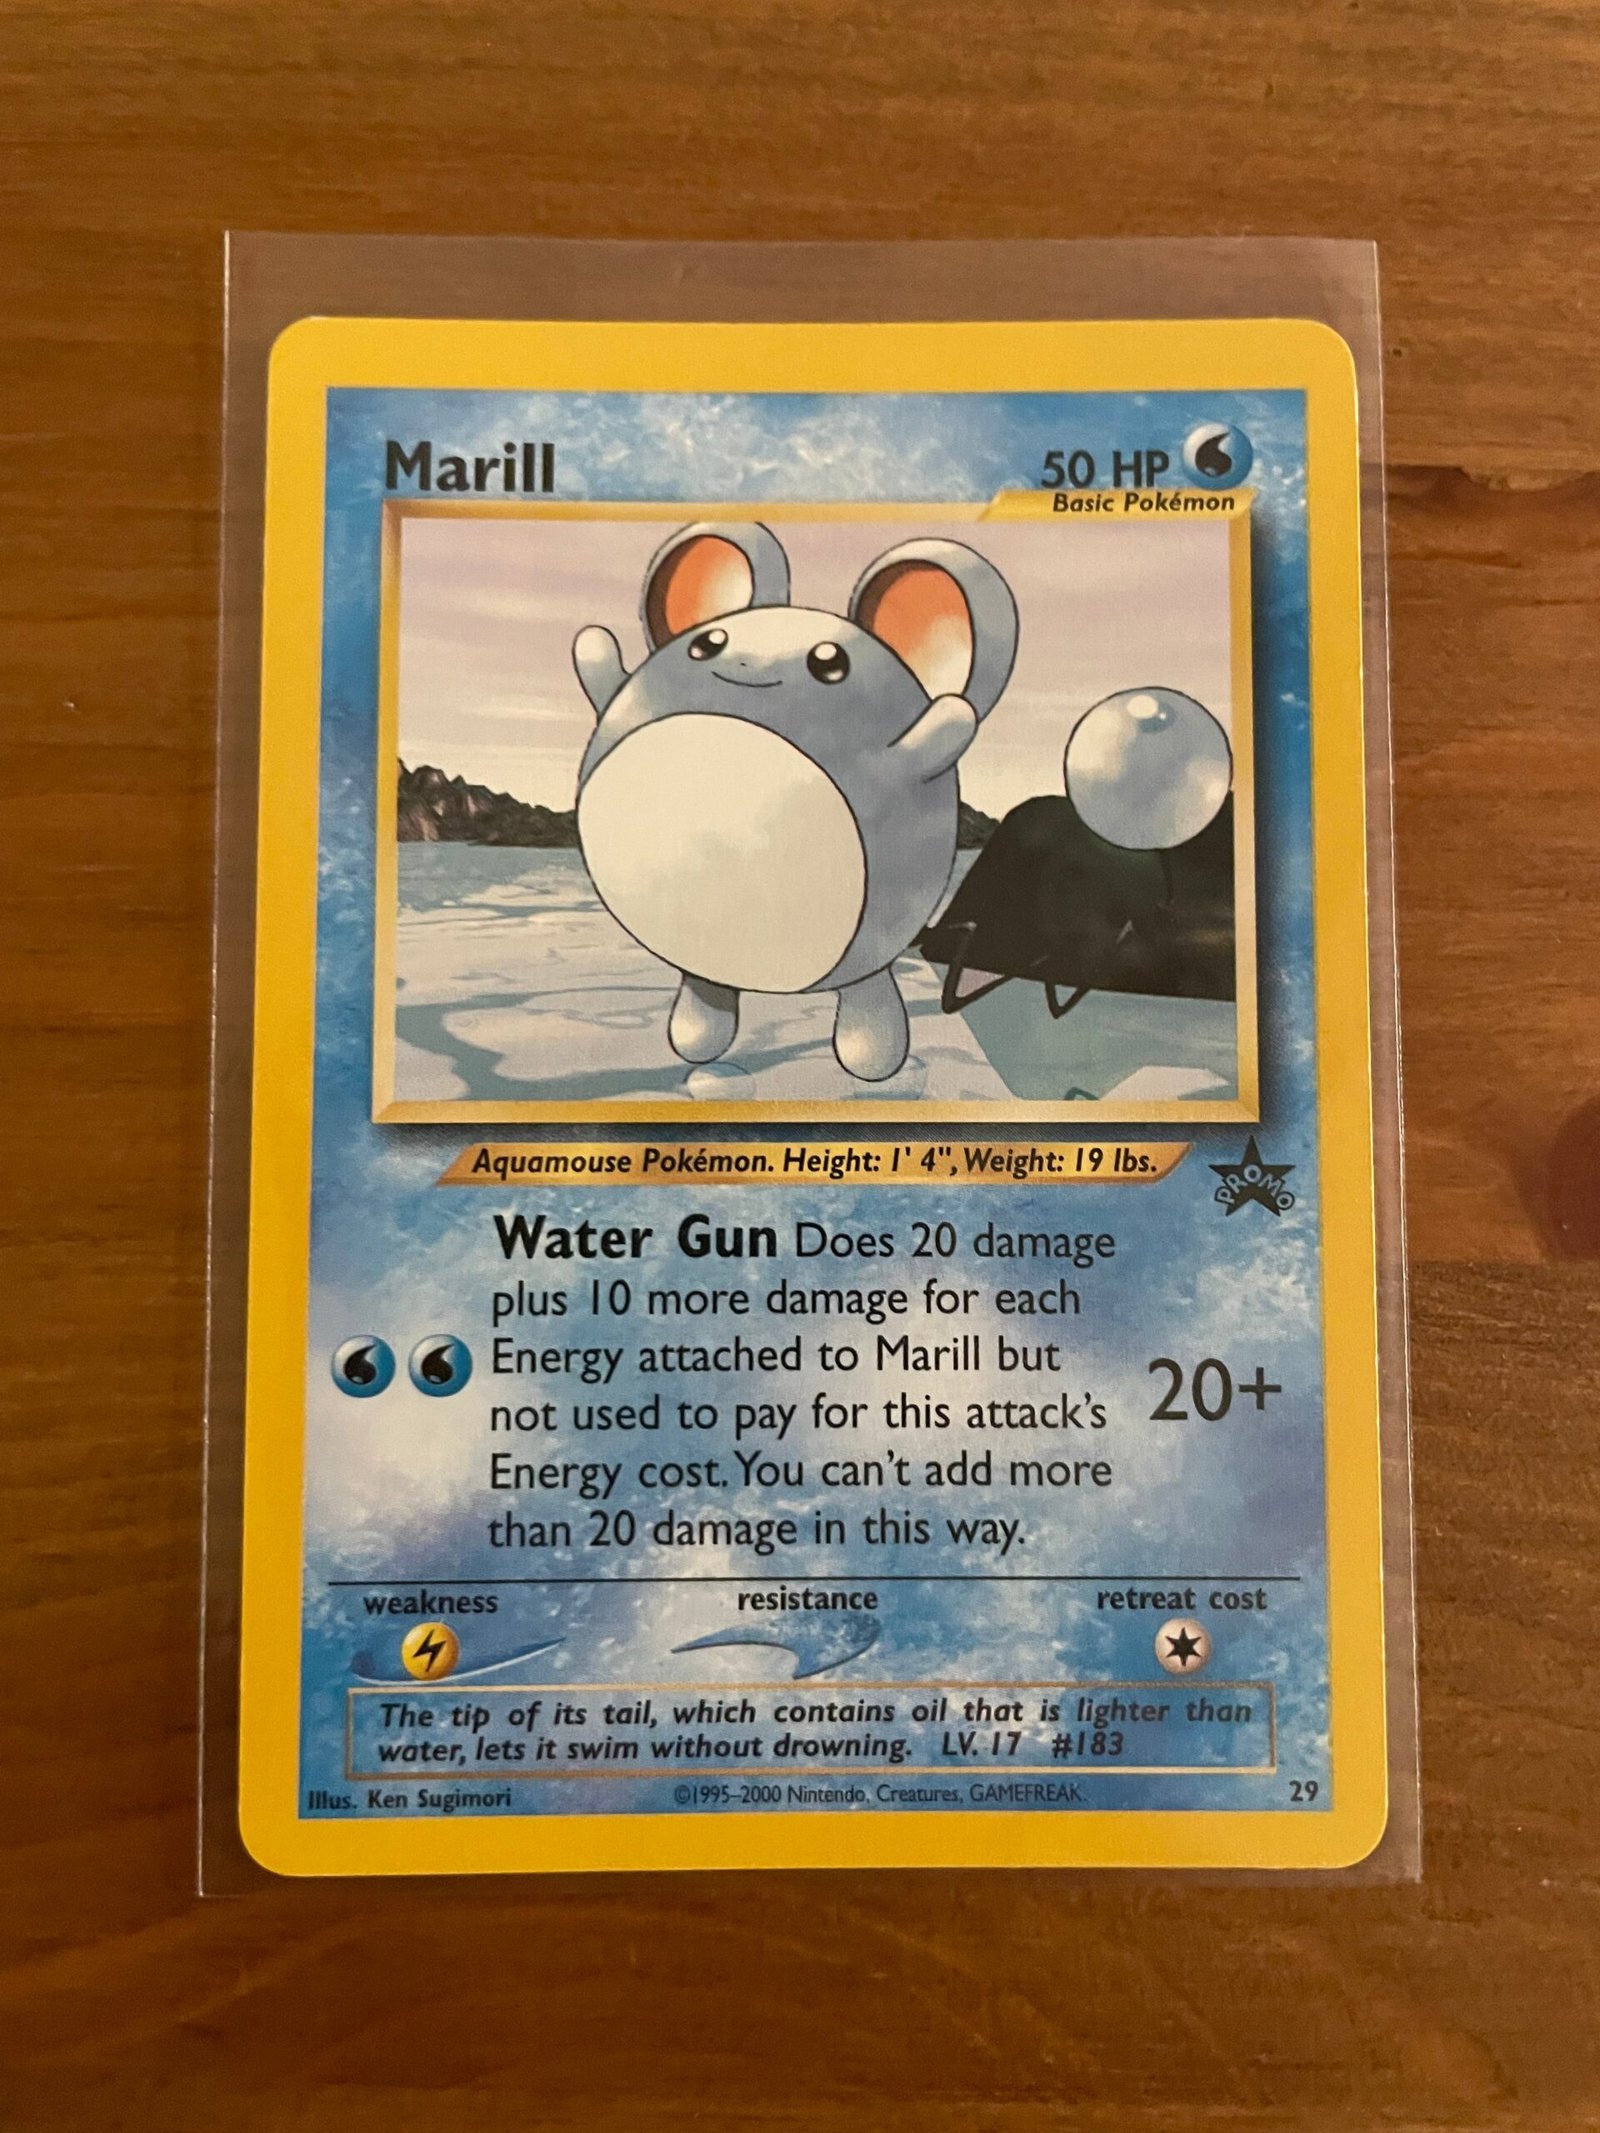 Marill
50 HP
Basic Pokémon
Aquamouse Pokémon. Height: 1' 4", Weight: 19 lbs.
PROMO
Water Gun Does 20 damage
plus 10 more damage for each
Energy attached to Marill but
not used to pay for this attack's
Energy cost. You can't add more
than 20 damage in this way.
20+
weakness resistance retreat cost
The tip of its tail, which contains oil that is lighter than
water, lets it swim without drowning. LV. 17 #183
Illus. Ken Sugimori ©1995–2000 Nintendo, Creatures, GAMEFREAK. 29